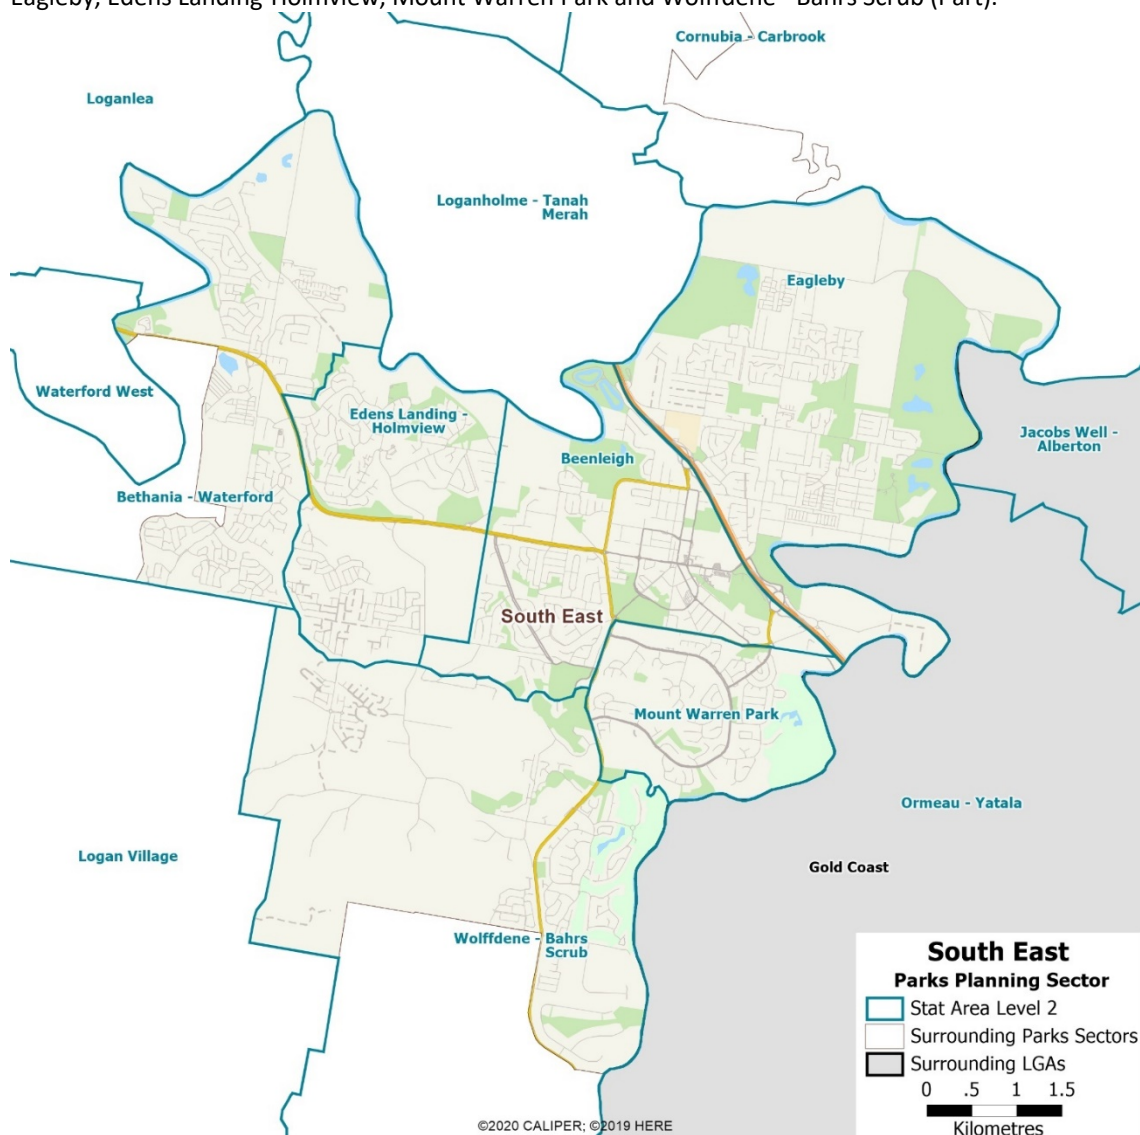 Eagleby, Edens Landing-Holmview, Mount Warren Park and Wolffdene - Bahrs Scrub (Part).
Cornubia - Carbrook
Loganlea
Loganholme - Tanah
Merah
Eagleby
Waterford West
Edens Landing -
Holmview
Jacobs Well -
Alberton
Beenleigh
Bethania - Waterford
South East
Mount Warren Park
Ormeau - Yatala
Logan Village
Gold Coast
Wolffdene - Bahrs
Scrub
South East
Parks Planning Sector
Stat Area Level 2
Surrounding Parks Sectors
Surrounding LGAs
0 .5 1 1.5
Kilometres
©2020 CALIPER; ©2019 HERE